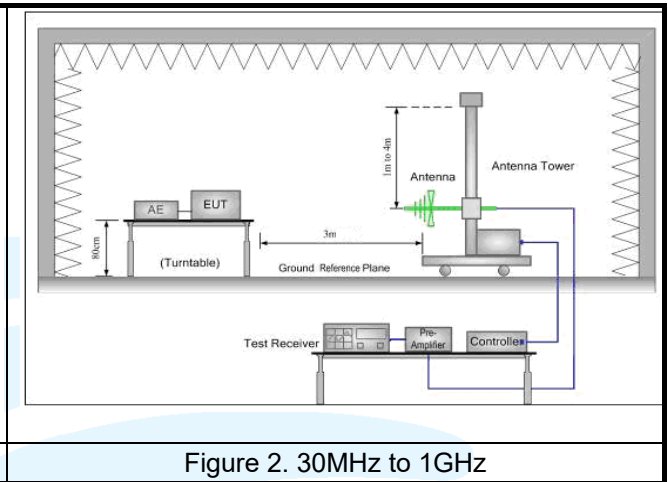 1m to 4m
Antenna
Antenna Tower
AE
EUT
80cm
3m
(Turntable)
Ground Reference Plane
Test Receiver
Pre-
Amplifier
Controller
Figure 2. 30MHz to 1GHz